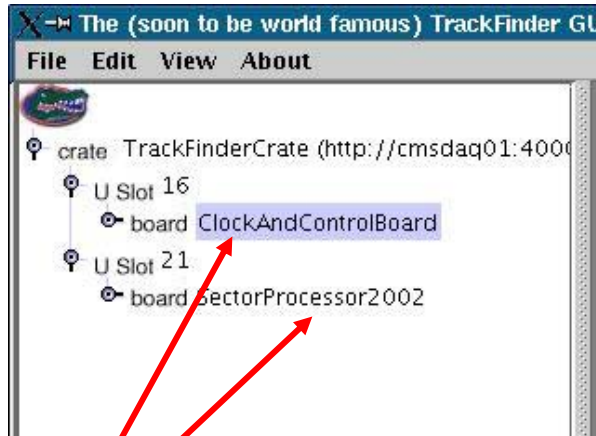 The (soon to be world famous) TrackFinder GU
File Edit View About
crate TrackFinderCrate (http://cmsdaq01:4000
U Slot 16
board ClockAndControlBoard
U Slot 21
board SectorProcessor2002